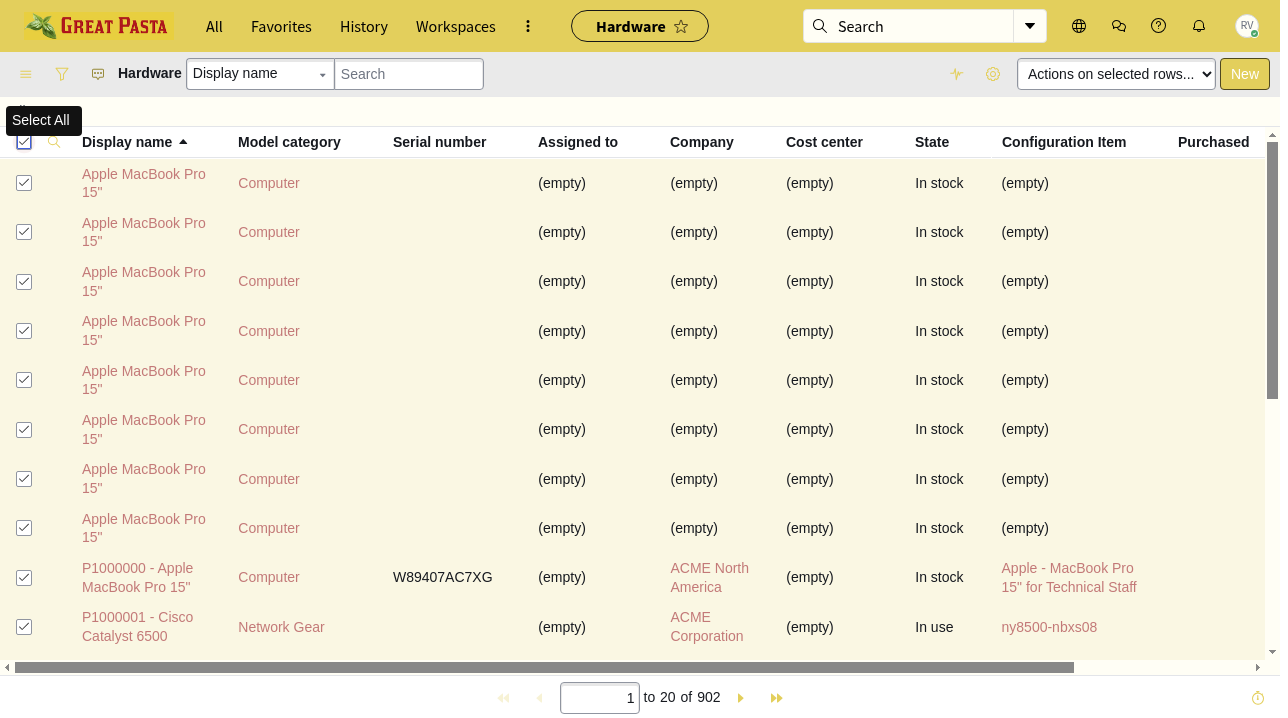 GREAT PASTA All Favorites History Workspaces Hardware Search RV
Hardware Display name Search Actions on selected rows... New
Select All
Display name Model category Serial number Assigned to Company Cost center State Configuration Item Purchased
Apple MacBook Pro 15" Computer (empty) (empty) (empty) In stock (empty)
Apple MacBook Pro 15" Computer (empty) (empty) (empty) In stock (empty)
Apple MacBook Pro 15" Computer (empty) (empty) (empty) In stock (empty)
Apple MacBook Pro 15" Computer (empty) (empty) (empty) In stock (empty)
Apple MacBook Pro 15" Computer (empty) (empty) (empty) In stock (empty)
Apple MacBook Pro 15" Computer (empty) (empty) (empty) In stock (empty)
Apple MacBook Pro 15" Computer (empty) (empty) (empty) In stock (empty)
Apple MacBook Pro 15" Computer (empty) (empty) (empty) In stock (empty)
P1000000 - Apple MacBook Pro 15" Computer W89407AC7XG (empty) ACME North America (empty) In stock Apple - MacBook Pro 15" for Technical Staff
P1000001 - Cisco Catalyst 6500 Network Gear (empty) ACME Corporation (empty) In use ny8500-nbxs08
1 to 20 of 902